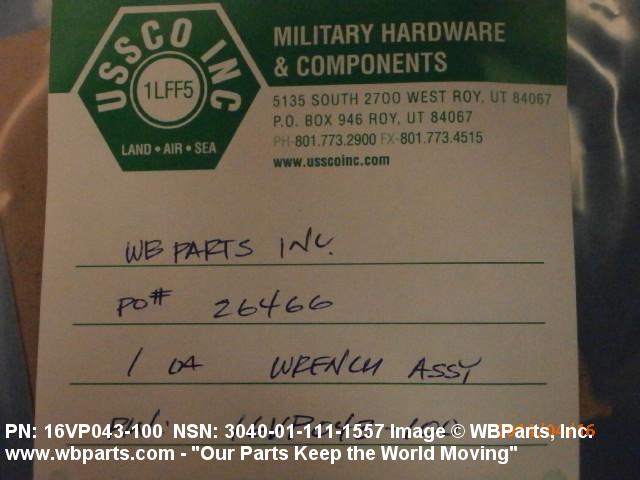 USSCO INC
1LFF5
LAND • AIR • SEA
MILITARY HARDWARE
& COMPONENTS
5135 SOUTH 2700 WEST ROY, UT 84067
P.O. BOX 946 ROY, UT 84067
PH-801.773.2900 FX-801.773.4515
www.usscoinc.com
WB PARTS INC.
PO# 26466
1 EA WRENCH ASSY
16VP043-100
PN: 16VP043-100 NSN: 3040-01-111-1557 Image © WBParts, Inc.
www.wbparts.com - "Our Parts Keep the World Moving"